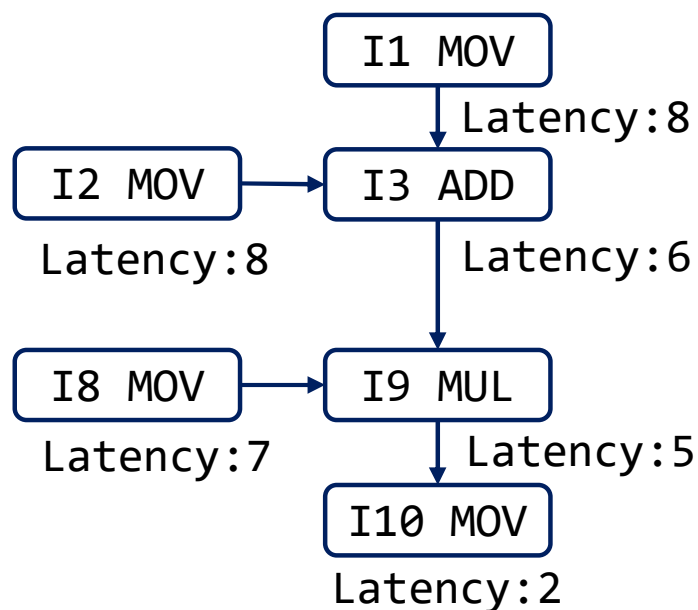 I1 MOV
Latency:8
I2 MOV
I3 ADD
Latency:8
Latency:6
I8 MOV
I9 MUL
Latency:7
Latency:5
I10 MOV
Latency:2